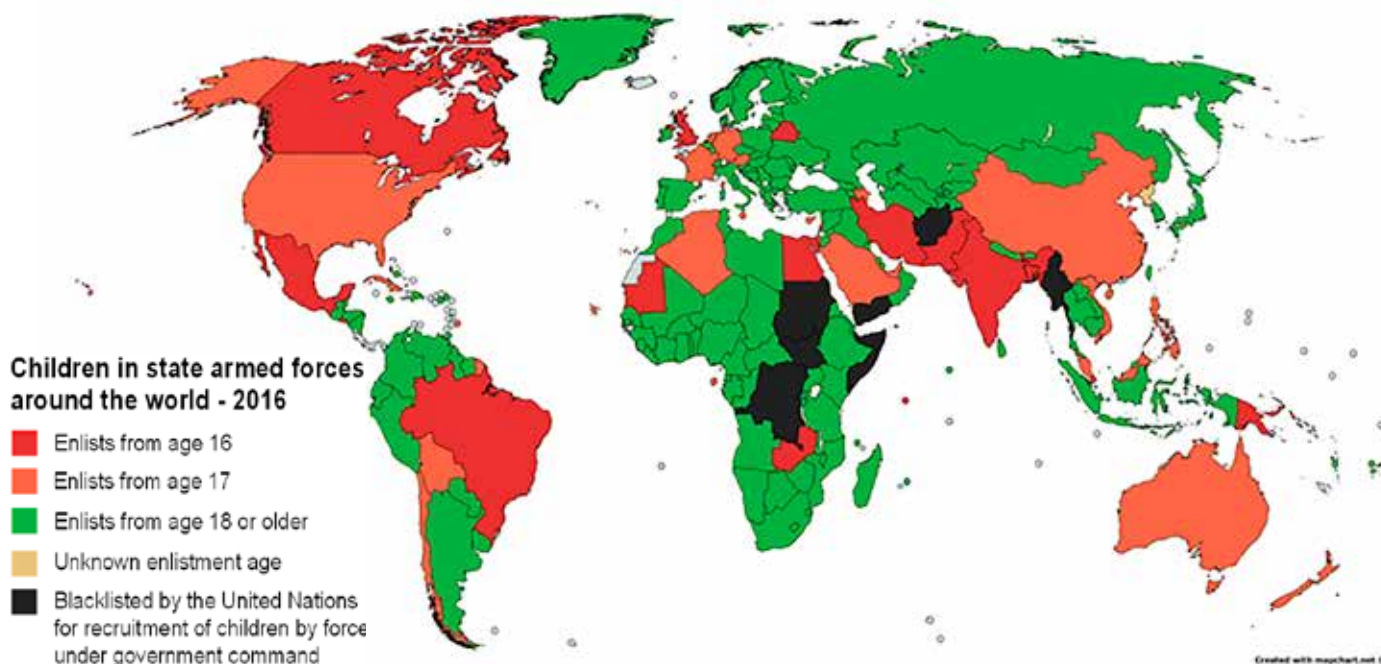 Children in state armed forces
around the world - 2016
Enlists from age 16
Enlists from age 17
Enlists from age 18 or older
Unknown enlistment age
Blacklisted by the United Nations
for recruitment of children by force
under government command
Created with mapchart.net